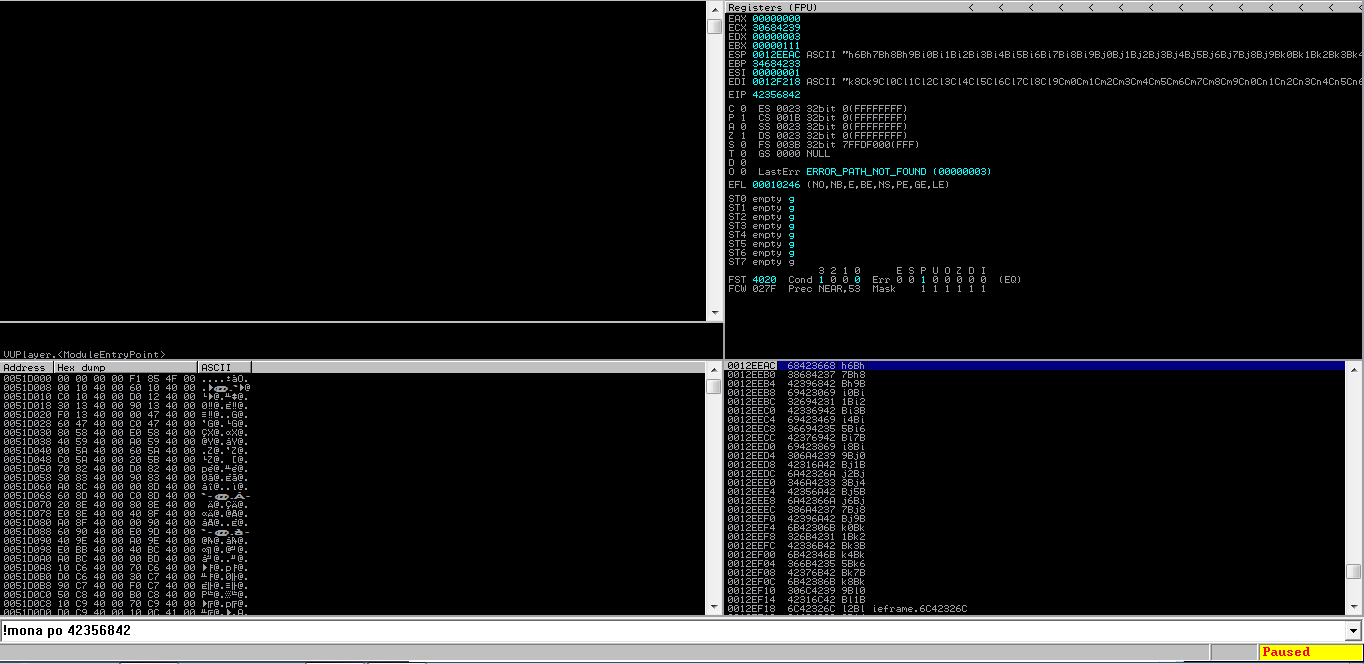 Registers (FPU) < < < < < < < < < < < < < <
EAX 00000000
ECX 30684239
EDX 00000003
EBX 00000111
ESP 0012EEAC ASCII "h6Bh7Bh8Bh9Bi0Bi1Bi2Bi3Bi4Bi5Bi6Bi7Bi8Bi9Bj0Bj1Bj2Bj3Bj4Bj5Bj6Bj7Bj8Bj9Bk0Bk1Bk2Bk3Bk4
EBP 34684233
ESI 00000001
EDI 0012F218 ASCII "k8Ck9Cl0Cl1Cl2Cl3Cl4Cl5Cl6Cl7Cl8Cl9Cm0Cm1Cm2Cm3Cm4Cm5Cm6Cm7Cm8Cm9Cn0Cn1Cn2Cn3Cn4Cn5Cn6
EIP 42356842
C 0 ES 0023 32bit 0(FFFFFFFF)
P 1 CS 001B 32bit 0(FFFFFFFF)
A 0 SS 0023 32bit 0(FFFFFFFF)
Z 1 DS 0023 32bit 0(FFFFFFFF)
S 0 FS 003B 32bit 7FFDF000(FFF)
T 0 GS 0000 NULL
D 0
O 0 LastErr ERROR_PATH_NOT_FOUND (00000003)
EFL 00010246 (NO,NB,E,BE,NS,PE,GE,LE)
ST0 empty g
ST1 empty g
ST2 empty g
ST3 empty g
ST4 empty g
ST5 empty g
ST6 empty g
ST7 empty g
3 2 1 0 E S P U O Z D I
FST 4020 Cond 1 0 0 0 Err 0 0 1 0 0 0 0 0 (EQ)
FCW 027F Prec NEAR,53 Mask 1 1 1 1 1 1
VUPlayer.<ModuleEntryPoint>
Address Hex dump ASCII
0051D000 00 00 00 00 F1 85 4F 00
0051D008 00 10 40 00 60 10 40 00
0051D010 C0 10 40 00 D0 12 40 00
0051D018 30 13 40 00 90 13 40 00
0051D020 F0 13 40 00 00 47 40 00
0051D028 60 47 40 00 C0 47 40 00
0051D030 80 58 40 00 E0 58 40 00
0051D038 40 59 40 00 A0 59 40 00
0051D040 00 5A 40 00 60 5A 40 00
0051D048 C0 5A 40 00 20 5B 40 00
0051D050 70 82 40 00 D0 82 40 00
0051D058 30 83 40 00 90 83 40 00
0051D060 A0 8C 40 00 00 8D 40 00
0051D068 60 8D 40 00 C0 8D 40 00
0051D070 20 8E 40 00 80 8E 40 00
0051D078 E0 8E 40 00 40 8F 40 00
0051D080 A0 8F 40 00 00 90 40 00
0051D088 60 90 40 00 E0 9D 40 00
0051D090 40 9E 40 00 A0 9E 40 00
0051D098 E0 BB 40 00 40 BC 40 00
0051D0A0 A0 BC 40 00 00 BD 40 00
0051D0A8 10 C6 40 00 70 C6 40 00
0051D0B0 D0 C6 40 00 30 C7 40 00
0051D0B8 90 C7 40 00 F0 C7 40 00
0051D0C0 50 C8 40 00 B0 C8 40 00
0051D0C8 10 C9 40 00 70 C9 40 00
0051D0D0 D0 C9 40 00 10 0C 41 00
0012EEAC 68423668 h6Bh
0012EEB0 38684237 7Bh8
0012EEB4 42396842 Bh9B
0012EEB8 69423069 i0Bi
0012EEBC 32694231 1Bi2
0012EEC0 42336942 Bi3B
0012EEC4 69423469 i4Bi
0012EEC8 36694235 5Bi6
0012EECC 42376942 Bi7B
0012EED0 69423869 i8Bi
0012EED4 306A4239 9Bj0
0012EED8 42316A42 Bj1B
0012EEDC 6A42326A j2Bj
0012EEE0 346A4233 3Bj4
0012EEE4 42356A42 Bj5B
0012EEE8 6A42366A j6Bj
0012EEEC 386A4237 7Bj8
0012EEF0 42396A42 Bj9B
0012EEF4 6B42306B k0Bk
0012EEF8 326B4231 1Bk2
0012EEFC 42336B42 Bk3B
0012EF00 6B42346B k4Bk
0012EF04 366B4235 5Bk6
0012EF08 42376B42 Bk7B
0012EF0C 6B42386B k8Bk
0012EF10 306C4239 9Bl0
0012EF14 42316C42 Bl1B
0012EF18 6C42326C l2Bl ieframe.6C42326C
!mona po 42356842
Paused